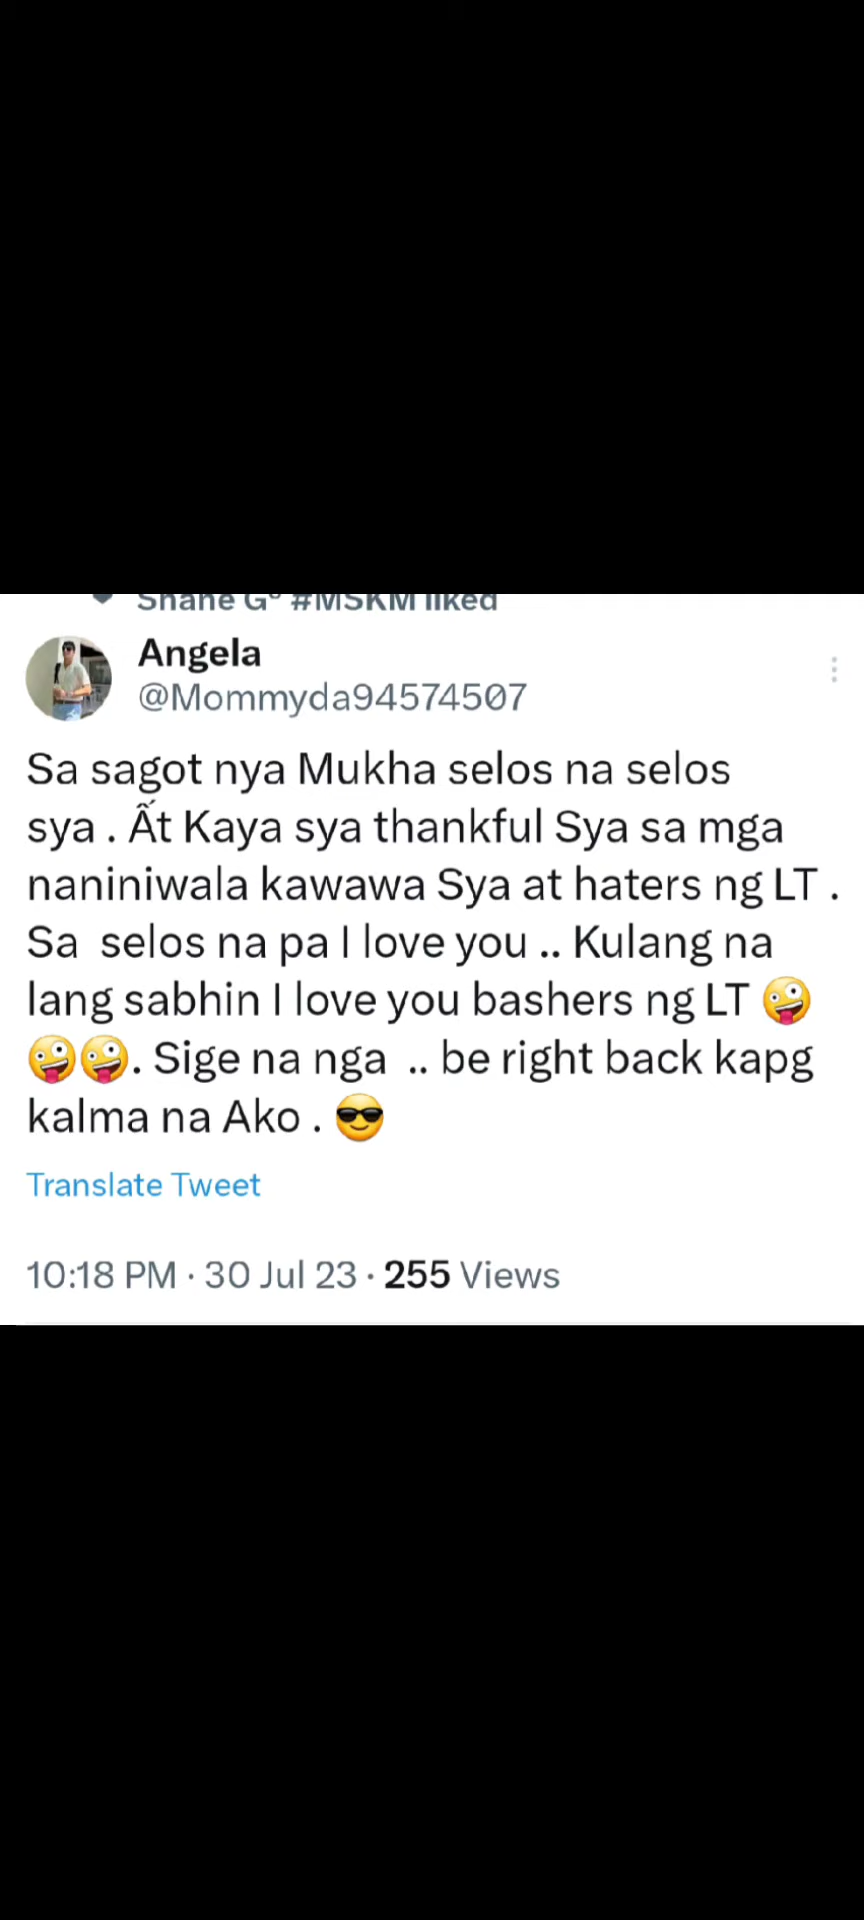 Shane G° #MSKM liked
Angela
@Mommyda94574507
Sa sagot nya Mukha selos na selos
sya . Ất Kaya sya thankful Sya sa mga
naniniwala kawawa Sya at haters ng LT .
Sa  selos na pa I love you .. Kulang na
lang sabhin I love you bashers ng LT 🤪
🤪🤪. Sige na nga  .. be right back kapg
kalma na Ako . 😎
Translate Tweet
10:18 PM · 30 Jul 23 · 255 Views